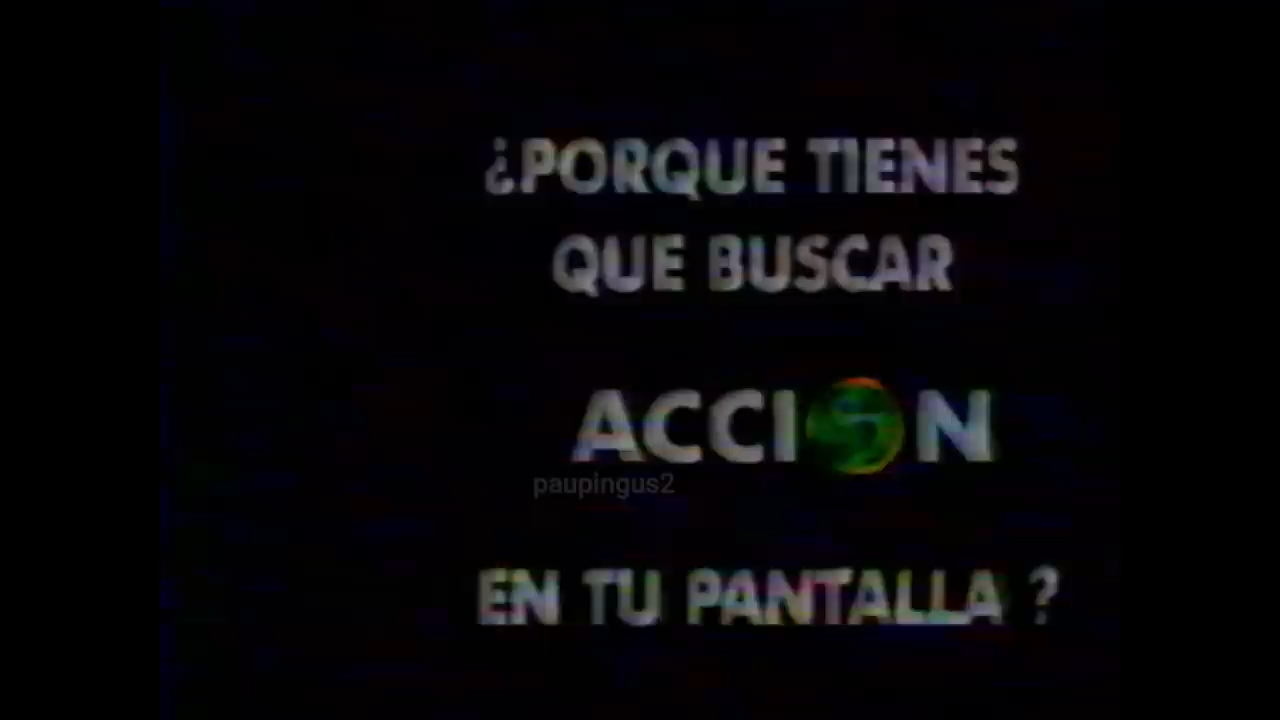 ¿PORQUE TIENES
QUE BUSCAR
ACCION
paupingus2
EN TU PANTALLA ?